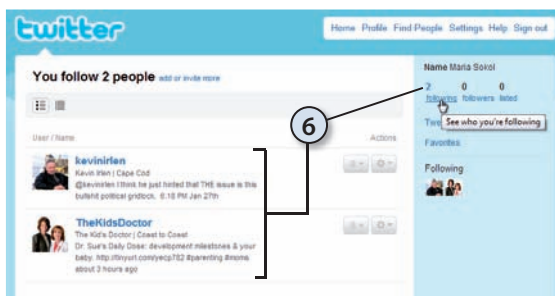 twitter
Home Profile Find People Settings Help Sign out
You follow 2 people add or invite more
User / Name
Actions
kevinirlen
Kevin Irlen | Cape Cod
@kevinirlen I think he just hinted that THE issue is this
bullshit political gridlock. 6:18 PM Jan 27th
TheKidsDoctor
The Kid's Doctor | Coast to Coast
Dr. Sue's Daily Dose: development milestones & your
baby: http://tinyurl.com/yecp782 #parenting #moms
about 3 hours ago
6
Name Maria Sokol
2 0 0
following followers listed
See who you're following
Favorites
Following